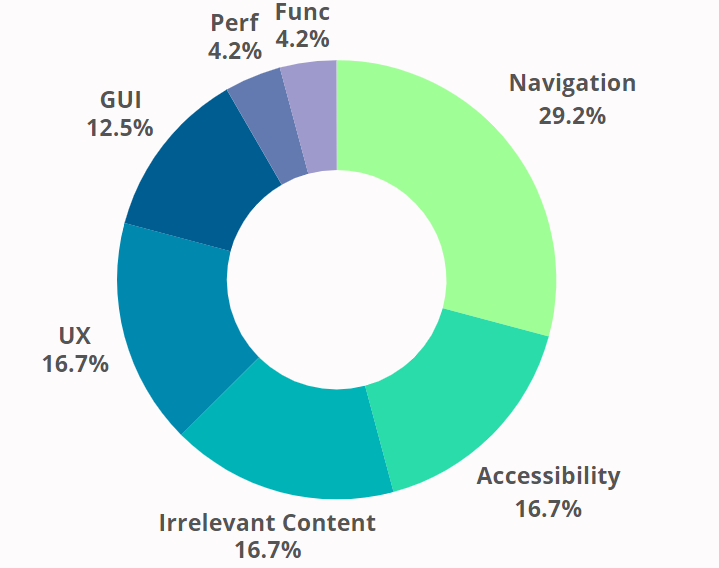 Func
4.2%
Perf
4.2%
Navigation
29.2%
GUI
12.5%
UX
16.7%
Accessibility
16.7%
Irrelevant Content
16.7%